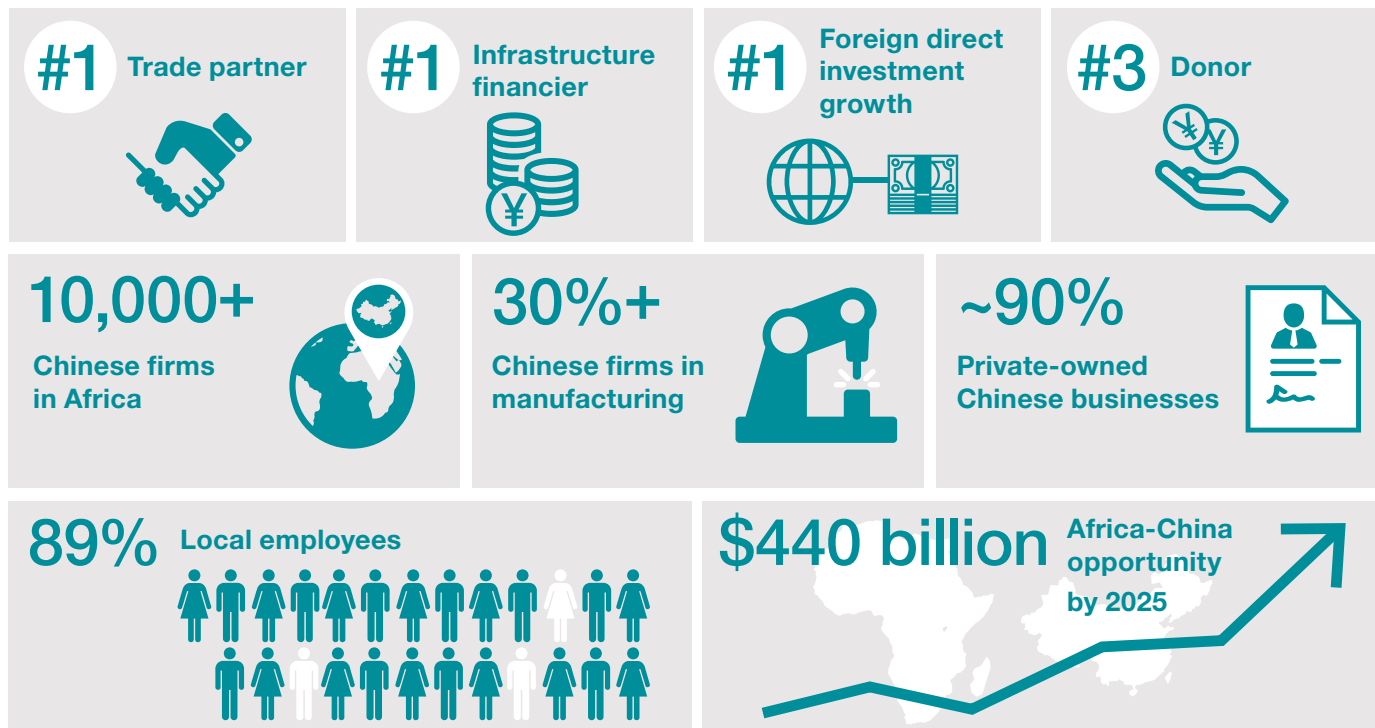 #1 Trade partner
#1 Infrastructure
financier
#1 Foreign direct
investment
growth
#3 Donor
¥
¥
¥
10,000+
Chinese firms
in Africa
30%+
Chinese firms in
manufacturing
~90%
Private-owned
Chinese businesses
89% Local employees
$440 billion
Africa-China
opportunity
by 2025